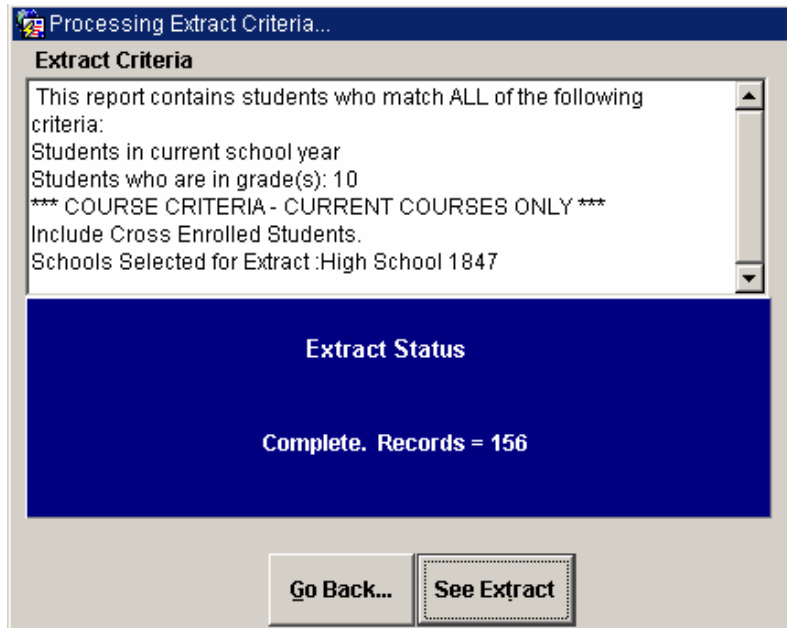 Processing Extract Criteria...
Extract Criteria
This report contains students who match ALL of the following
criteria:
Students in current school year
Students who are in grade(s): 10
*** COURSE CRITERIA - CURRENT COURSES ONLY ***
Include Cross Enrolled Students.
Schools Selected for Extract :High School 1847
Extract Status
Complete. Records = 156
Go Back... See Extract